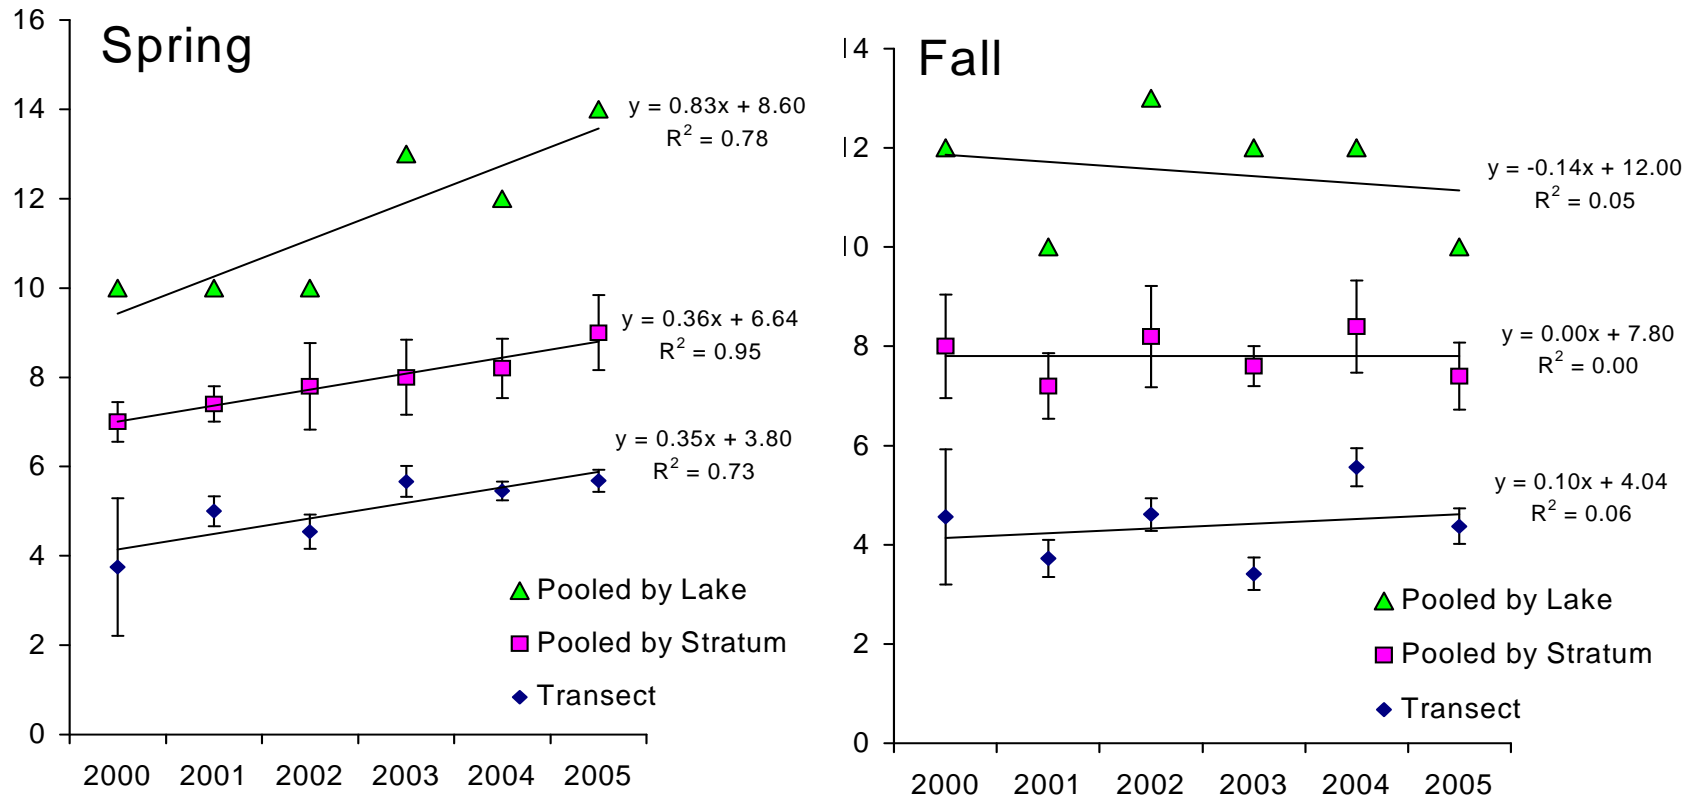 Spring
16
14
12
10
8
6
4
2
0
y = 0.83x + 8.60
R² = 0.78
y = 0.36x + 6.64
R² = 0.95
y = 0.35x + 3.80
R² = 0.73
Pooled by Lake
Pooled by Stratum
Transect
2000 2001 2002 2003 2004 2005
Fall
14
12
10
8
6
4
2
0
y = -0.14x + 12.00
R² = 0.05
y = 0.00x + 7.80
R² = 0.00
y = 0.10x + 4.04
R² = 0.06
Pooled by Lake
Pooled by Stratum
Transect
2000 2001 2002 2003 2004 2005